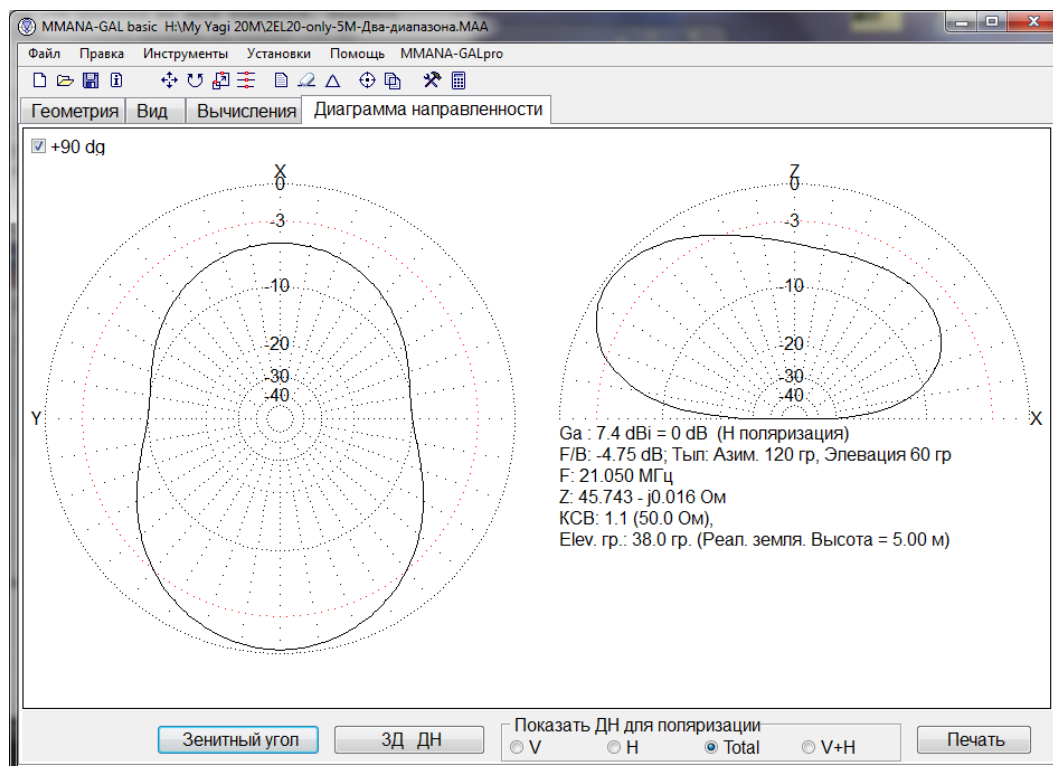 MMANA-GAL basic H:\My Yagi 20M\2EL20-only-5M-Два-диапазона.MAA
Файл Правка Инструменты Установки Помощь MMANA-GALpro
Геометрия Вид Вычисления Диаграмма направленности
+90 dg
X
0
-3
-10
-20
-30
-40
Y
Z
0
-3
-10
-20
-30
-40
X
Ga : 7.4 dBi = 0 dB (H поляризация)
F/B: -4.75 dB; Тып: Азим. 120 гр, Элевация 60 гр
F: 21.050 МГц
Z: 45.743 - j0.016 Ом
КСВ: 1.1 (50.0 Ом),
Elev. гр.: 38.0 гр. (Реал. земля. Высота = 5.00 м)
Зенитный угол
3Д ДН
Показать ДН для поляризации
V H Total V+H
Печать